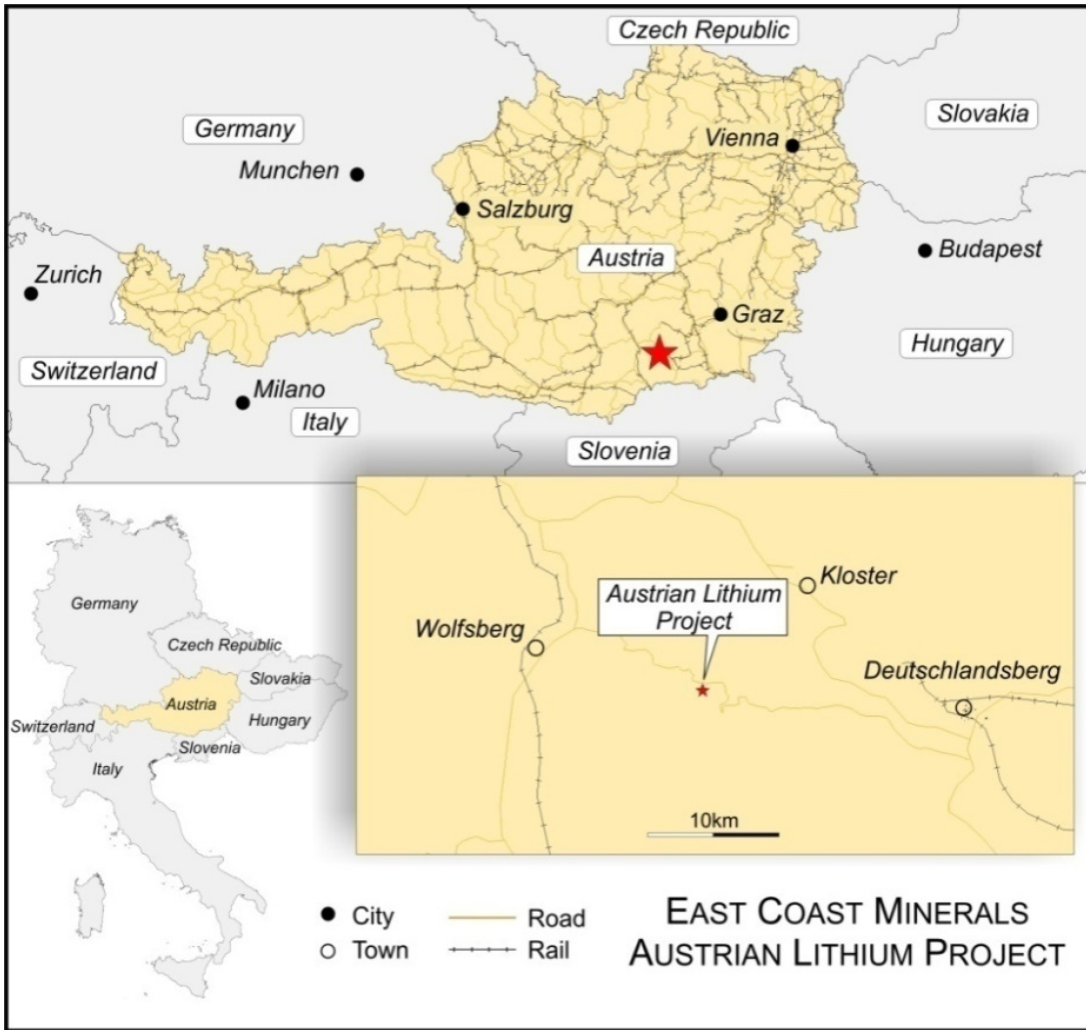 Czech Republic
Slovakia
Germany
Vienna
Munchen
Salzburg
Austria
Budapest
Zurich
Graz
Hungary
Switzerland
Milano
Italy
Slovenia
Germany
Czech Republic
Slovakia
Austria
Switzerland
Hungary
Slovenia
Italy
Kloster
Austrian Lithium
Project
Wolfsberg
Deutschlandsberg
10km
City
Road
Town
Rail
EAST COAST MINERALS
AUSTRIAN LITHIUM PROJECT